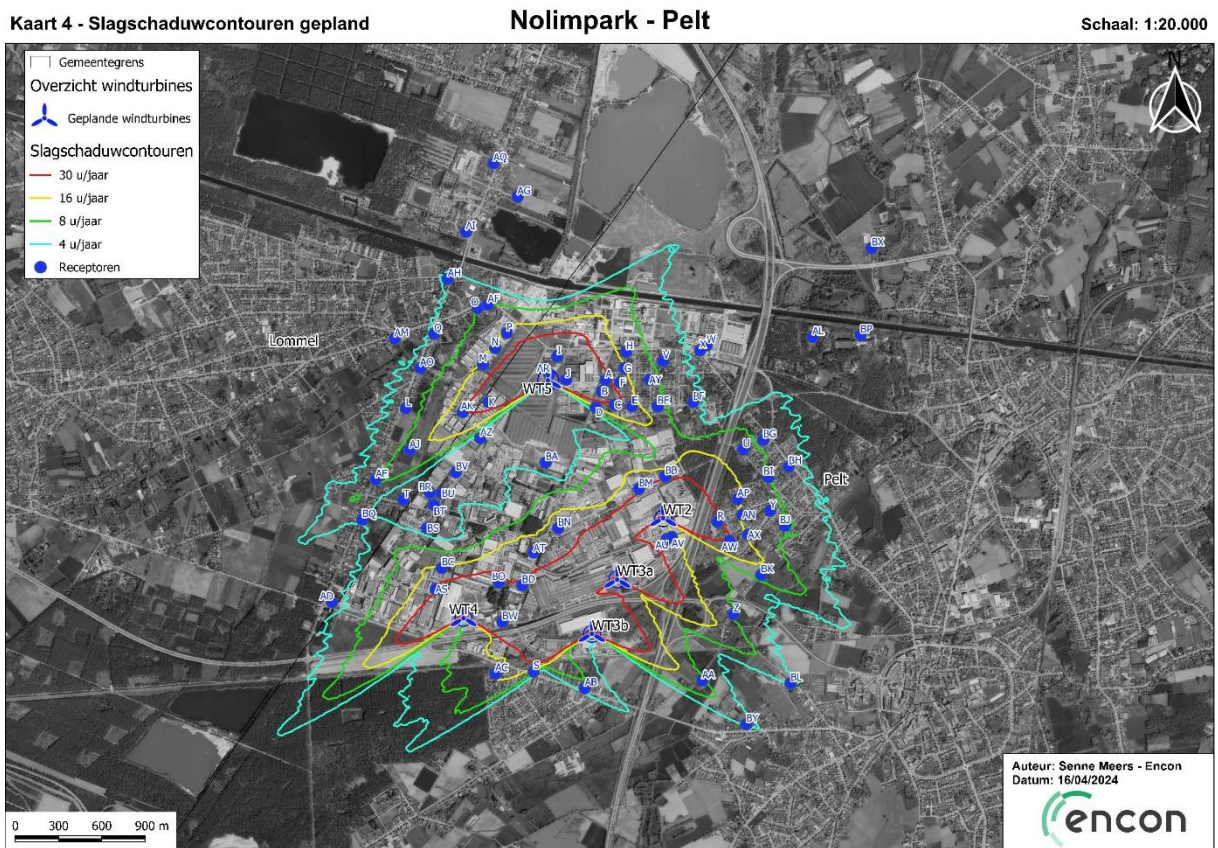 Kaart 4 - Slagschaduwcontouren gepland
Nolimpark - Pelt
Schaal: 1:20.000
Gemeentegrens
Overzicht windturbines
Geplande windturbines
Slagschaduwcontouren
30 u/jaar
16 u/jaar
8 u/jaar
4 u/jaar
Receptoren
N
AQ
AG
AI
BX
AH
O AF
AM
Q
P
AL
BP
Lommel
N
I
H
V
X
W
AO
M
G
AR
J
A
F
AY
WT5
B
L
AK
K
D
C
E
BE
BF
AZ
BG
AJ
U
BA
BH
BV
BI
Pelt
AE
BB
BR
BU
BM
T
BT
AP
Y
BQ
WT2
AN
BS
BN
R
BJ
AU
AV
AW
AX
AT
BC
WT3a
BK
AS
BO
BD
AD
WT4
BW
WT3b
Z
AC
S
AB
AA
BL
BY
Auteur: Senne Meers - Encon
Datum: 16/04/2024
encon
0 300 600 900 m